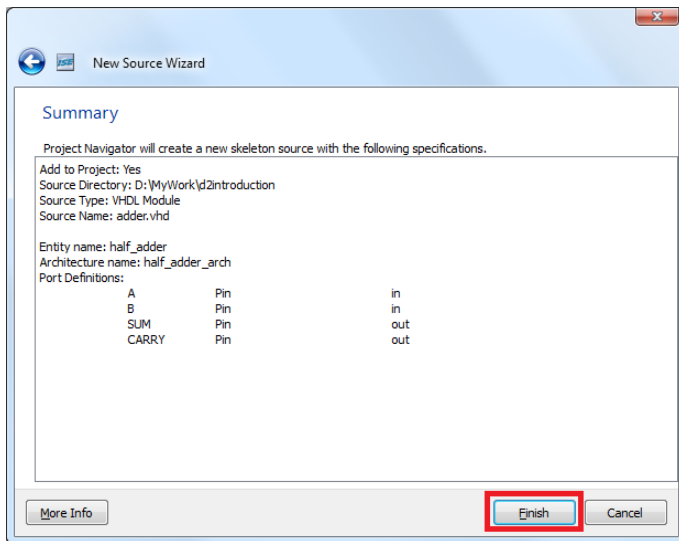 ISE New Source Wizard
Summary
Project Navigator will create a new skeleton source with the following specifications.
Add to Project: Yes
Source Directory: D:\MyWork\d2introduction
Source Type: VHDL Module
Source Name: adder.vhd
Entity name: half_adder
Architecture name: half_adder_arch
Port Definitions:
A Pin in
B Pin in
SUM Pin out
CARRY Pin out
More Info Finish Cancel